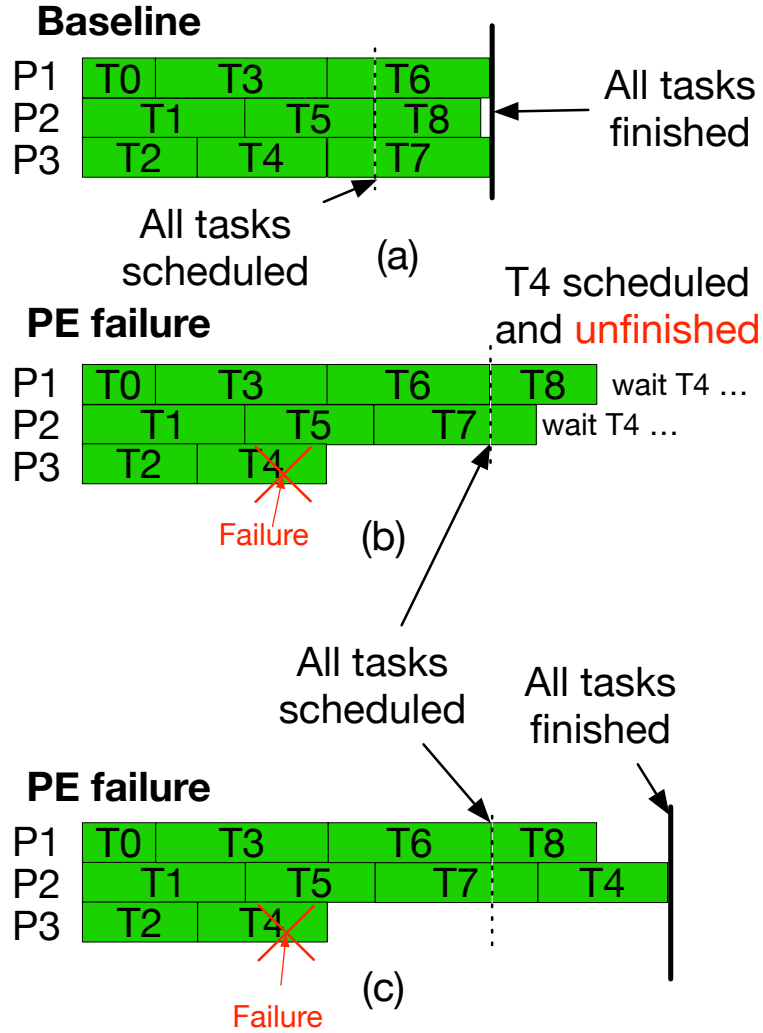 Baseline
P1 T0 T3 T6
P2 T1 T5 T8
P3 T2 T4 T7
All tasks
finished
All tasks
scheduled
(a)
T4 scheduled
and unfinished
PE failure
P1 T0 T3 T6 T8 wait T4 ...
P2 T1 T5 T7 wait T4 ...
P3 T2 T4
Failure
(b)
All tasks
scheduled
All tasks
finished
PE failure
P1 T0 T3 T6 T8
P2 T1 T5 T7 T4
P3 T2 T4
Failure
(c)